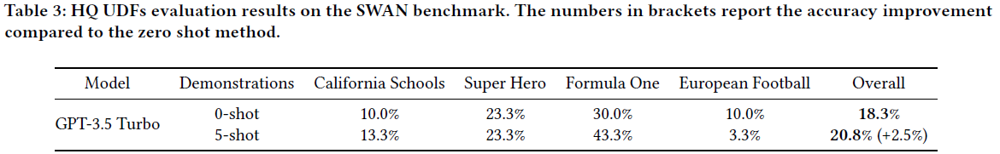 Table 3: HQ UDFs evaluation results on the SWAN benchmark. The numbers in brackets report the accuracy improvement
compared to the zero shot method.
Model Demonstrations California Schools Super Hero Formula One European Football Overall
GPT-3.5 Turbo
0-shot 10.0% 23.3% 30.0% 10.0% 18.3%
5-shot 13.3% 23.3% 43.3% 3.3% 20.8% (+2.5%)